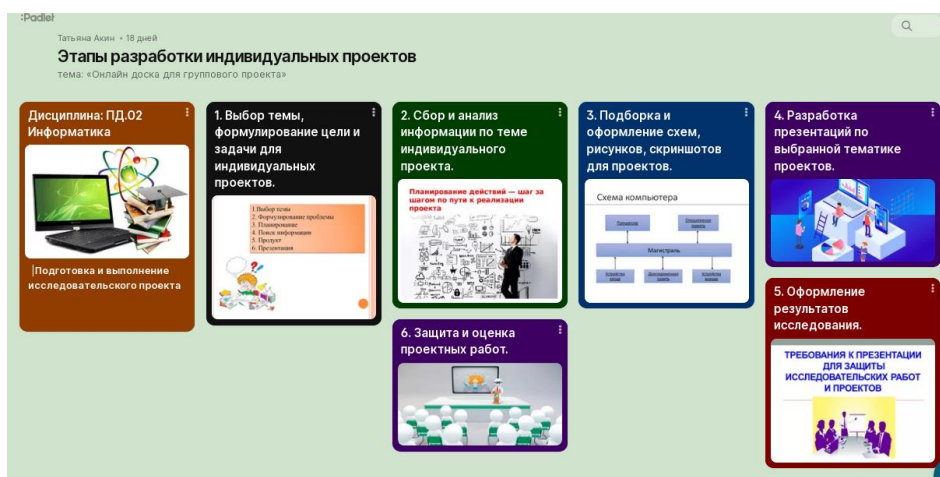 :Padlet
Татьяна Акин • 18 дней
Этапы разработки индивидуальных проектов
тема: «Онлайн доска для группового проекта»
Дисциплина: ПД.02
Информатика
Подготовка и выполнение
исследовательского проекта
1. Выбор темы,
формулирование цели и
задачи для
индивидуальных
проектов.
1.Выбор темы
2. Формулирование проблемы
3. Планирование
4. Поиск информации
5. Продукт
6. Презентация
2. Сбор и анализ
информации по теме
индивидуального
проекта.
Планирование действий — шаг за
шагом по пути к реализации
проекта
3. Подборка и
оформление схем,
рисунков, скриншотов
для проектов.
Схема компьютера
Процессор
Магистраль
4. Разработка
презентаций по
выбранной тематике
проектов.
5. Оформление
результатов
исследования.
ТРЕБОВАНИЯ К ПРЕЗЕНТАЦИИ
ДЛЯ ЗАЩИТЫ
ИССЛЕДОВАТЕЛЬСКИХ РАБОТ
И ПРОЕКТОВ
6. Защита и оценка
проектных работ.